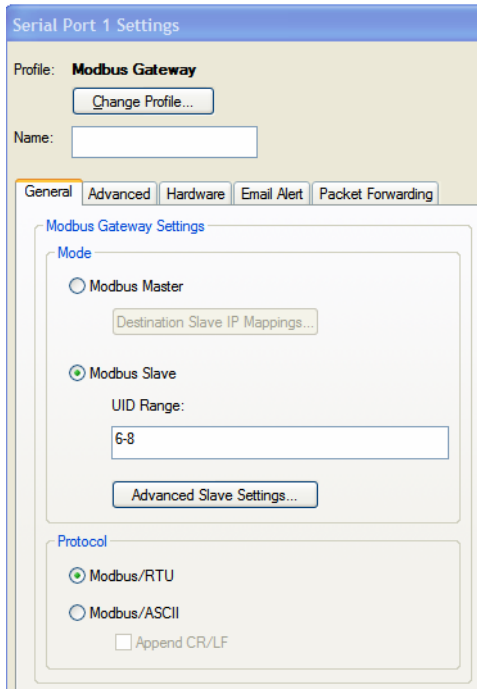 Serial Port 1 Settings
Profile: Modbus Gateway
Change Profile...
Name:
General Advanced Hardware Email Alert Packet Forwarding
Modbus Gateway Settings
Mode
Modbus Master
Destination Slave IP Mappings...
Modbus Slave
UID Range:
6-8
Advanced Slave Settings...
Protocol
Modbus/RTU
Modbus/ASCII
Append CR/LF